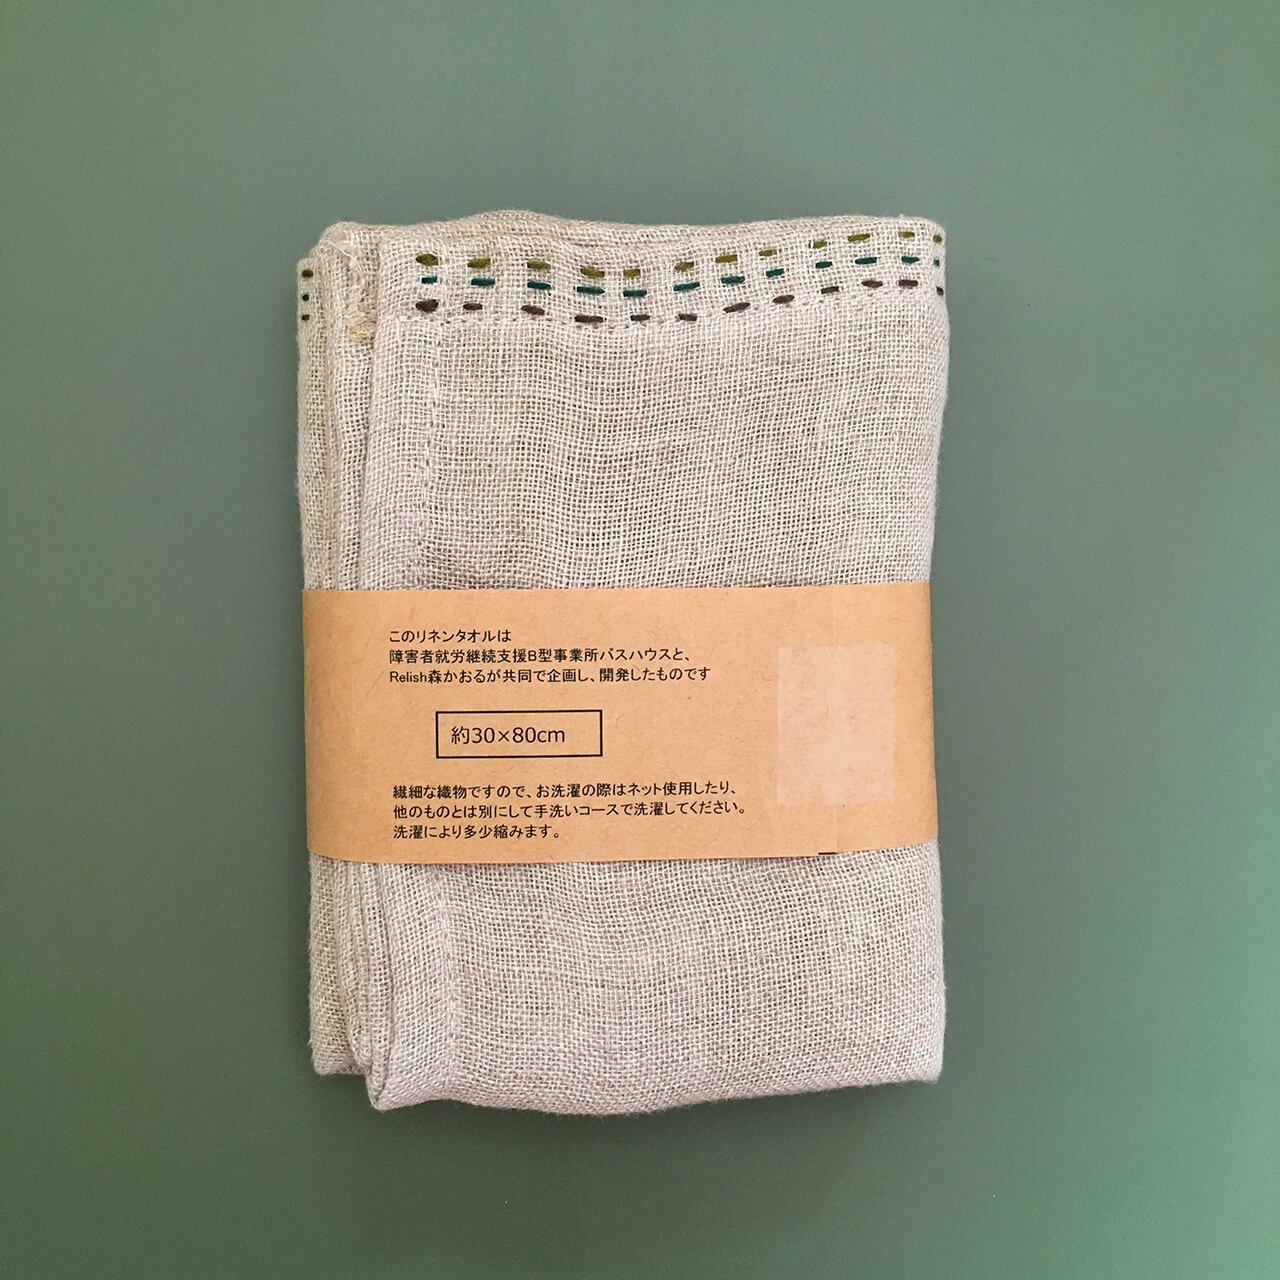 このリネンタオルは
障害者就労継続支援B型事業所バスハウスと、
Relish森かおるが共同で企画し、開発したものです
約30×80cm
繊細な織物ですので、お洗濯の際はネット使用したり、
他のものとは別にして手洗いコースで洗濯してください。
洗濯により多少縮みます。